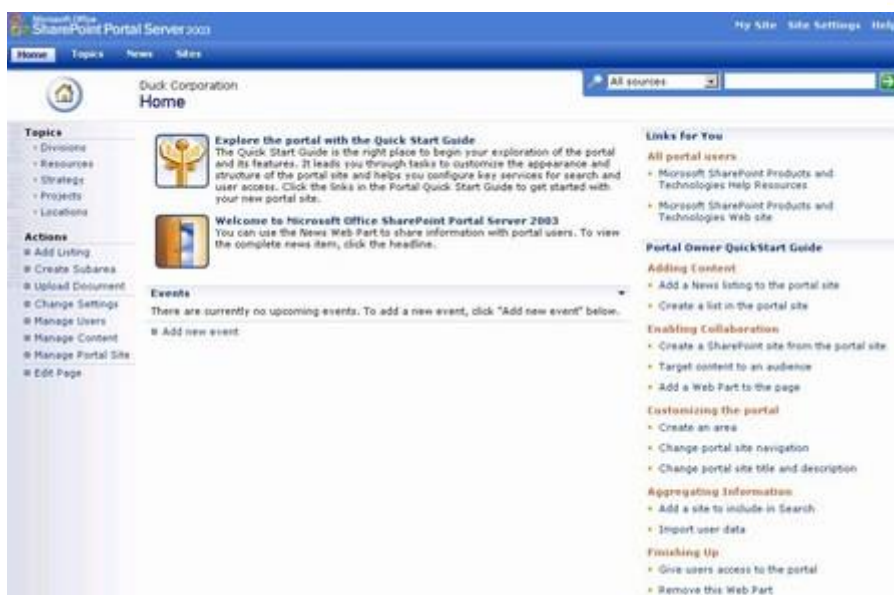 Microsoft Office
SharePoint Portal Server 2003
My Site Site Settings Help
Home Topics News Sites
Duck Corporation
Home
All sources
Topics
Divisions
Resources
Strategy
Projects
Locations
Actions
Add Listing
Create Subarea
Upload Document
Change Settings
Manage Users
Manage Content
Manage Portal Site
Edit Page
Explore the portal with the Quick Start Guide
The Quick Start Guide is the right place to begin your exploration of the portal
and its features. It leads you through tasks to customize the appearance and
structure of the portal site and helps you configure key services for search and
user access. Click the links in the Portal Quick Start Guide to get started with
your new portal site.
Welcome to Microsoft Office SharePoint Portal Server 2003
You can use the News Web Part to share information with portal users. To view
the complete news item, click the headline.
Events
There are currently no upcoming events. To add a new event, click "Add new event" below.
Add new event
Links for You
All portal users
Microsoft SharePoint Products and
Technologies Help Resources
Microsoft SharePoint Products and
Technologies Web site
Portal Owner QuickStart Guide
Adding Content
Add a News listing to the portal site
Create a list in the portal site
Enabling Collaboration
Create a SharePoint site from the portal site
Target content to an audience
Add a Web Part to the page
Customizing the portal
Create an area
Change portal site navigation
Change portal site title and description
Aggregating Information
Add a site to include in Search
Import user data
Finishing Up
Give users access to the portal
Remove this Web Part